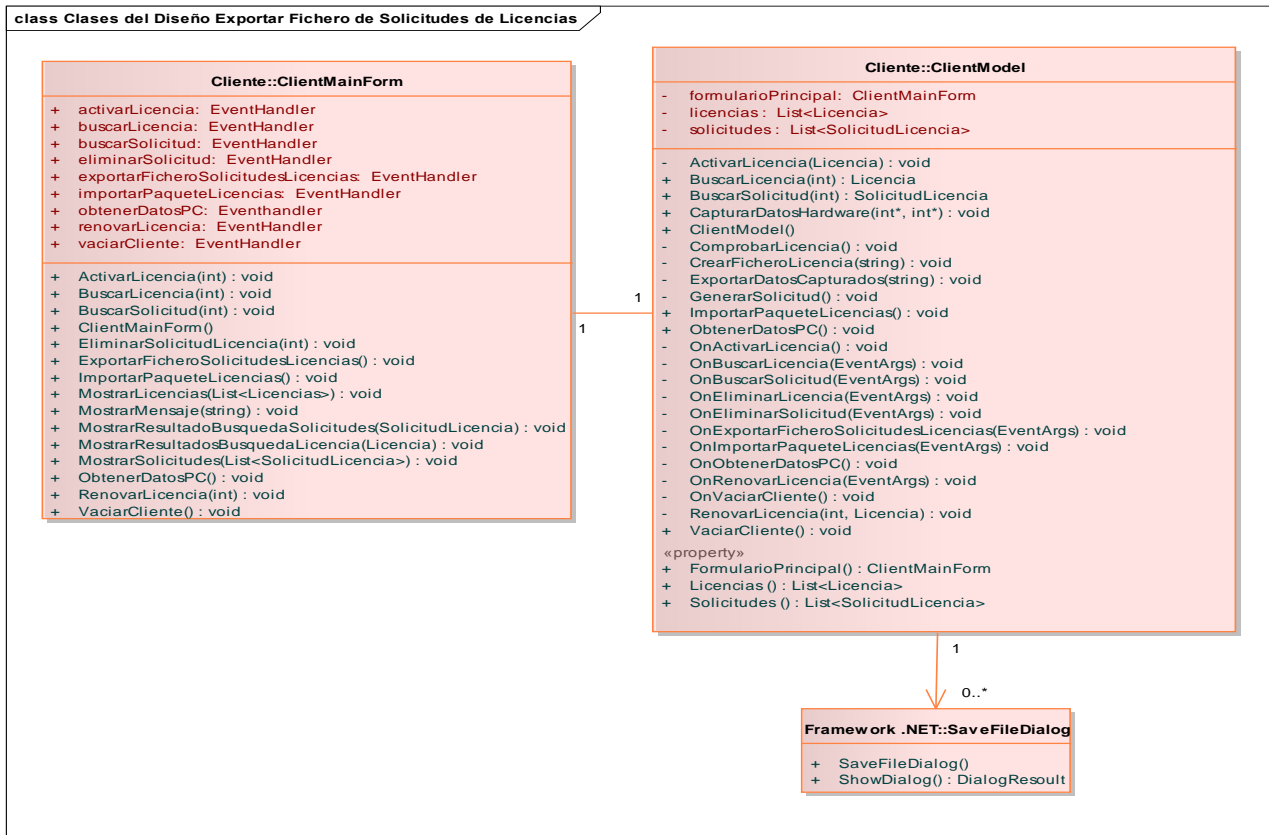 class Clases del Diseño Exportar Fichero de Solicitudes de Licencias
Cliente::ClientMainForm
+ activarLicencia: EventHandler
+ buscarLicencia: EventHandler
+ buscarSolicitud: EventHandler
+ eliminarSolicitud: EventHandler
+ exportarFicheroSolicitudesLicencias: EventHandler
+ importarPaqueteLicencias: EventHandler
+ obtenerDatosPC: Eventhandler
+ renovarLicencia: EventHandler
+ vaciarCliente: EventHandler
+ ActivarLicencia(int) : void
+ BuscarLicencia(int) : void
+ BuscarSolicitud(int) : void
+ ClientMainForm()
+ EliminarSolicitudLicencia(int) : void
+ ExportarFicheroSolicitudesLicencias() : void
+ ImportarPaqueteLicencias() : void
+ MostrarLicencias(List<Licencias>) : void
+ MostrarMensaje(string) : void
+ MostrarResultadoBusquedaSolicitudes(SolicitudLicencia) : void
+ MostrarResultadosBusquedaLicencia(Licencia) : void
+ MostrarSolicitudes(List<SolicitudLicencia>) : void
+ ObtenerDatosPC() : void
+ RenovarLicencia(int) : void
+ VaciarCliente() : void
1
1
Cliente::ClientModel
- formularioPrincipal: ClientMainForm
- licencias : List<Licencia>
- solicitudes : List<SolicitudLicencia>
- ActivarLicencia(Licencia) : void
+ BuscarLicencia(int) : Licencia
+ BuscarSolicitud(int) : SolicitudLicencia
+ CapturarDatosHardware(int*, int*) : void
+ ClientModel()
- ComprobarLicencia() : void
- CrearFicheroLicencia(string) : void
- ExportarDatosCapturados(string) : void
- GenerarSolicitud() : void
+ ImportarPaqueteLicencias() : void
+ ObtenerDatosPC() : void
- OnActivarLicencia() : void
- OnBuscarLicencia(EventArgs) : void
- OnBuscarSolicitud(EventArgs) : void
- OnEliminarLicencia(EventArgs) : void
- OnEliminarSolicitud(EventArgs) : void
- OnExportarFicheroSolicitudesLicencias(EventArgs) : void
- OnImportarPaqueteLicencias(EventArgs) : void
- OnObtenerDatosPC() : void
- OnRenovarLicencia(EventArgs) : void
- OnVaciarCliente() : void
- RenovarLicencia(int, Licencia) : void
+ VaciarCliente() : void
«property»
+ FormularioPrincipal() : ClientMainForm
+ Licencias () : List<Licencia>
+ Solicitudes () : List<SolicitudLicencia>
1
0..*
Framework .NET::SaveFileDialog
+ SaveFileDialog()
+ ShowDialog() : DialogResoult